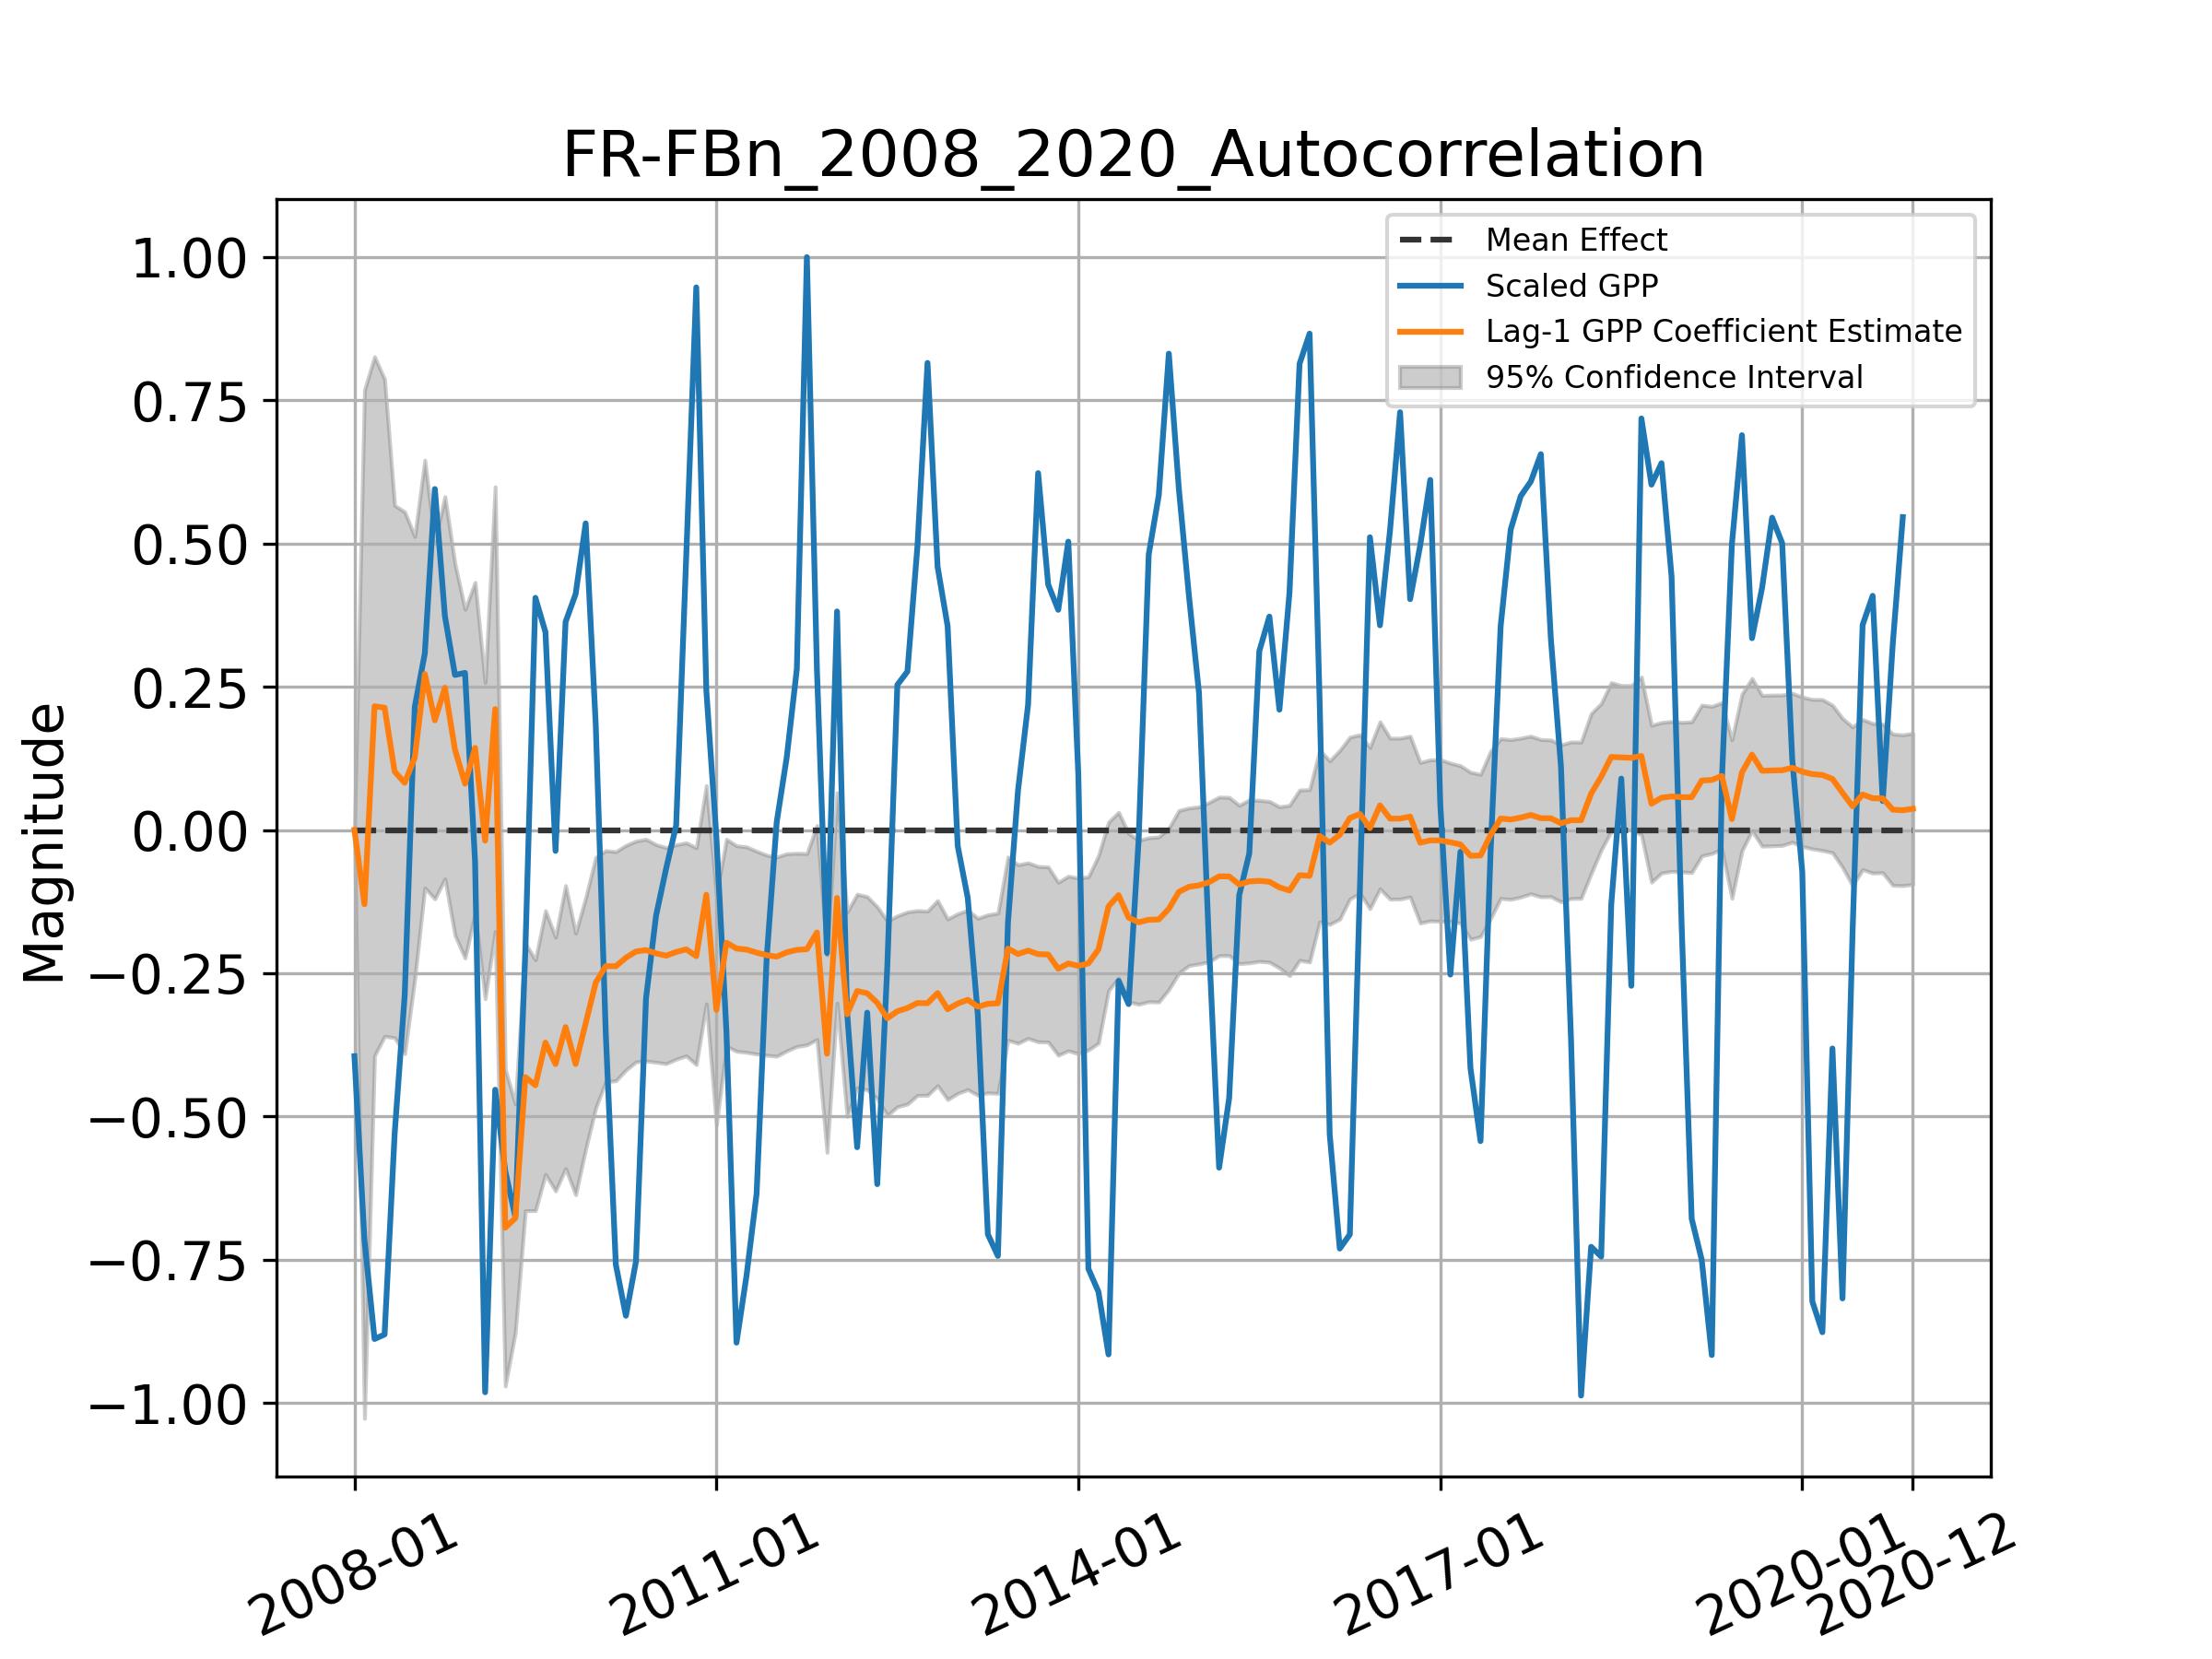 FR-FBn_2008_2020_Autocorrelation
Mean Effect
Scaled GPP
Lag-1 GPP Coefficient Estimate
95% Confidence Interval
Magnitude
1.00
0.75
0.50
0.25
0.00
−0.25
−0.50
−0.75
−1.00
2008-01
2011-01
2014-01
2017-01
2020-01
2020-12